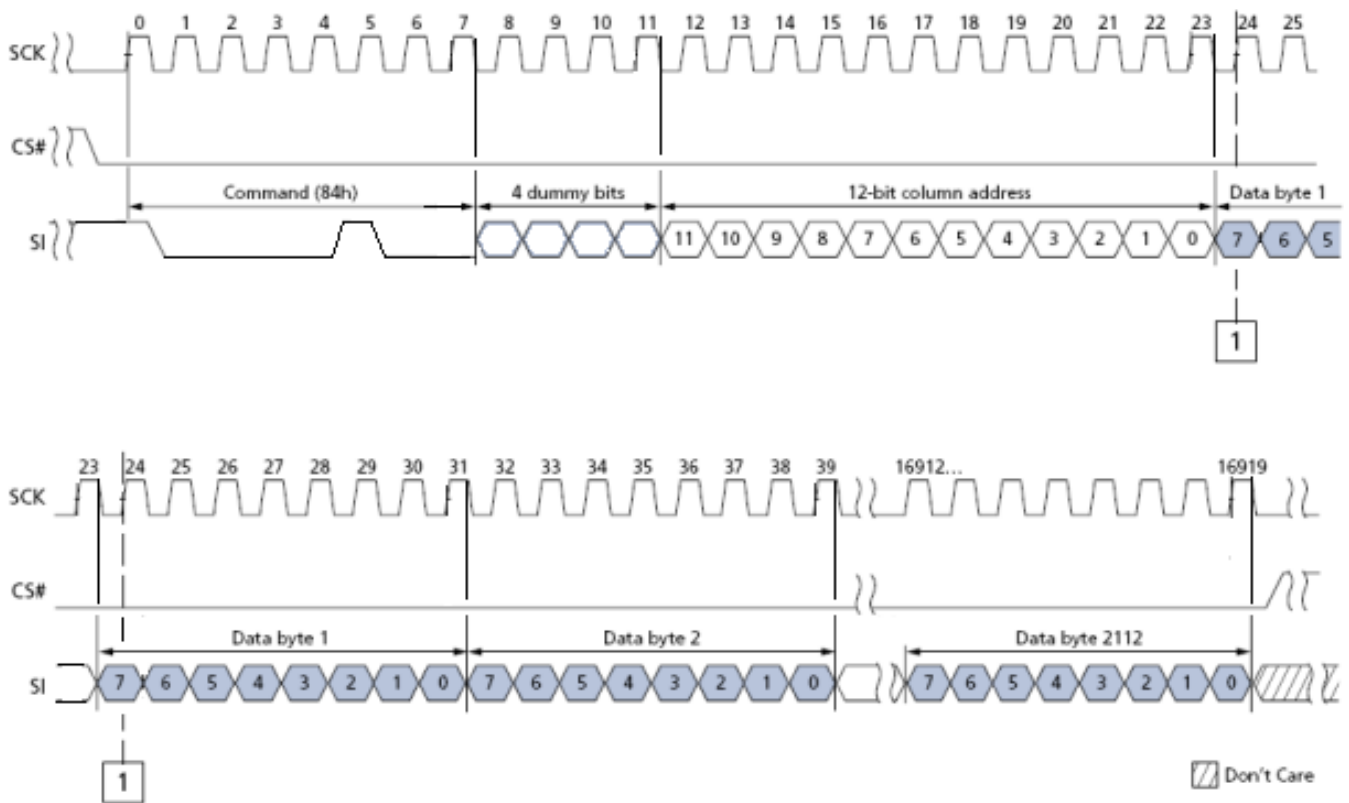 0 1 2 3 4 5 6 7 8 9 10 11 12 13 14 15 16 17 18 19 20 21 22 23 24 25
SCK
CS#
Command (84h) 4 dummy bits 12-bit column address Data byte 1
SI 11 10 9 8 7 6 5 4 3 2 1 0 7 6 5
1
23 24 25 26 27 28 29 30 31 32 33 34 35 36 37 38 39 16912... 16919
SCK
CS#
Data byte 1 Data byte 2 Data byte 2112
SI 7 6 5 4 3 2 1 0 7 6 5 4 3 2 1 0 7 6 5 4 3 2 1 0
1
Don't Care